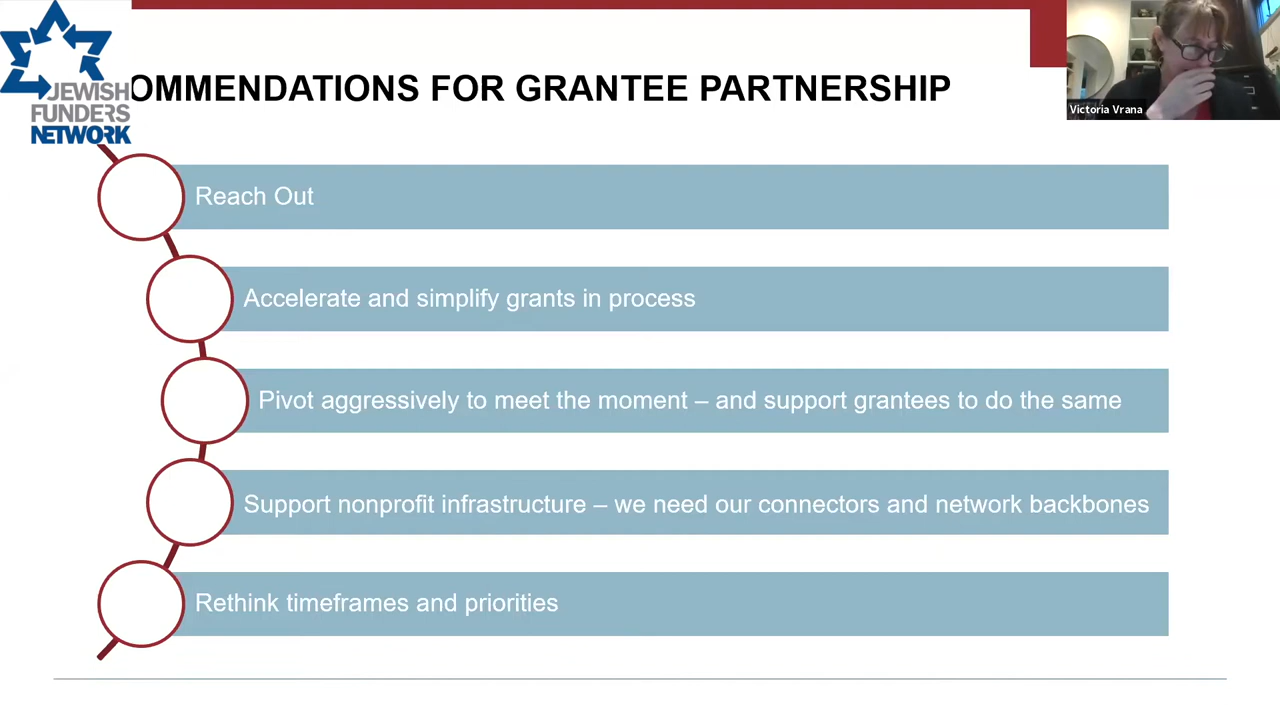 JEWISH
FUNDERS
NETWORK
OMMENDATIONS FOR GRANTEE PARTNERSHIP
Victoria Vrana
Reach Out
Accelerate and simplify grants in process
Pivot aggressively to meet the moment – and support grantees to do the same
Support nonprofit infrastructure – we need our connectors and network backbones
Rethink timeframes and priorities